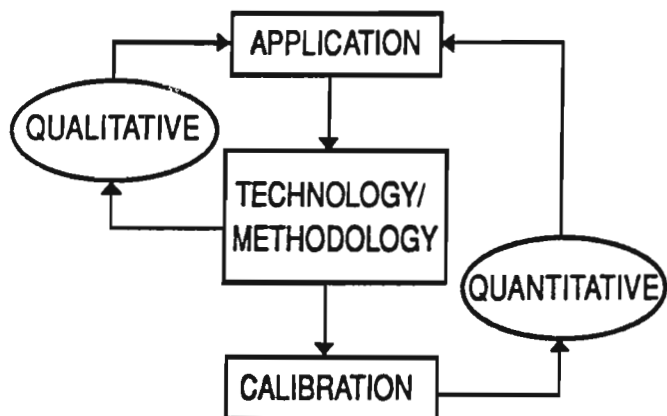 APPLICATION
QUALITATIVE
TECHNOLOGY/
METHODOLOGY
QUANTITATIVE
CALIBRATION